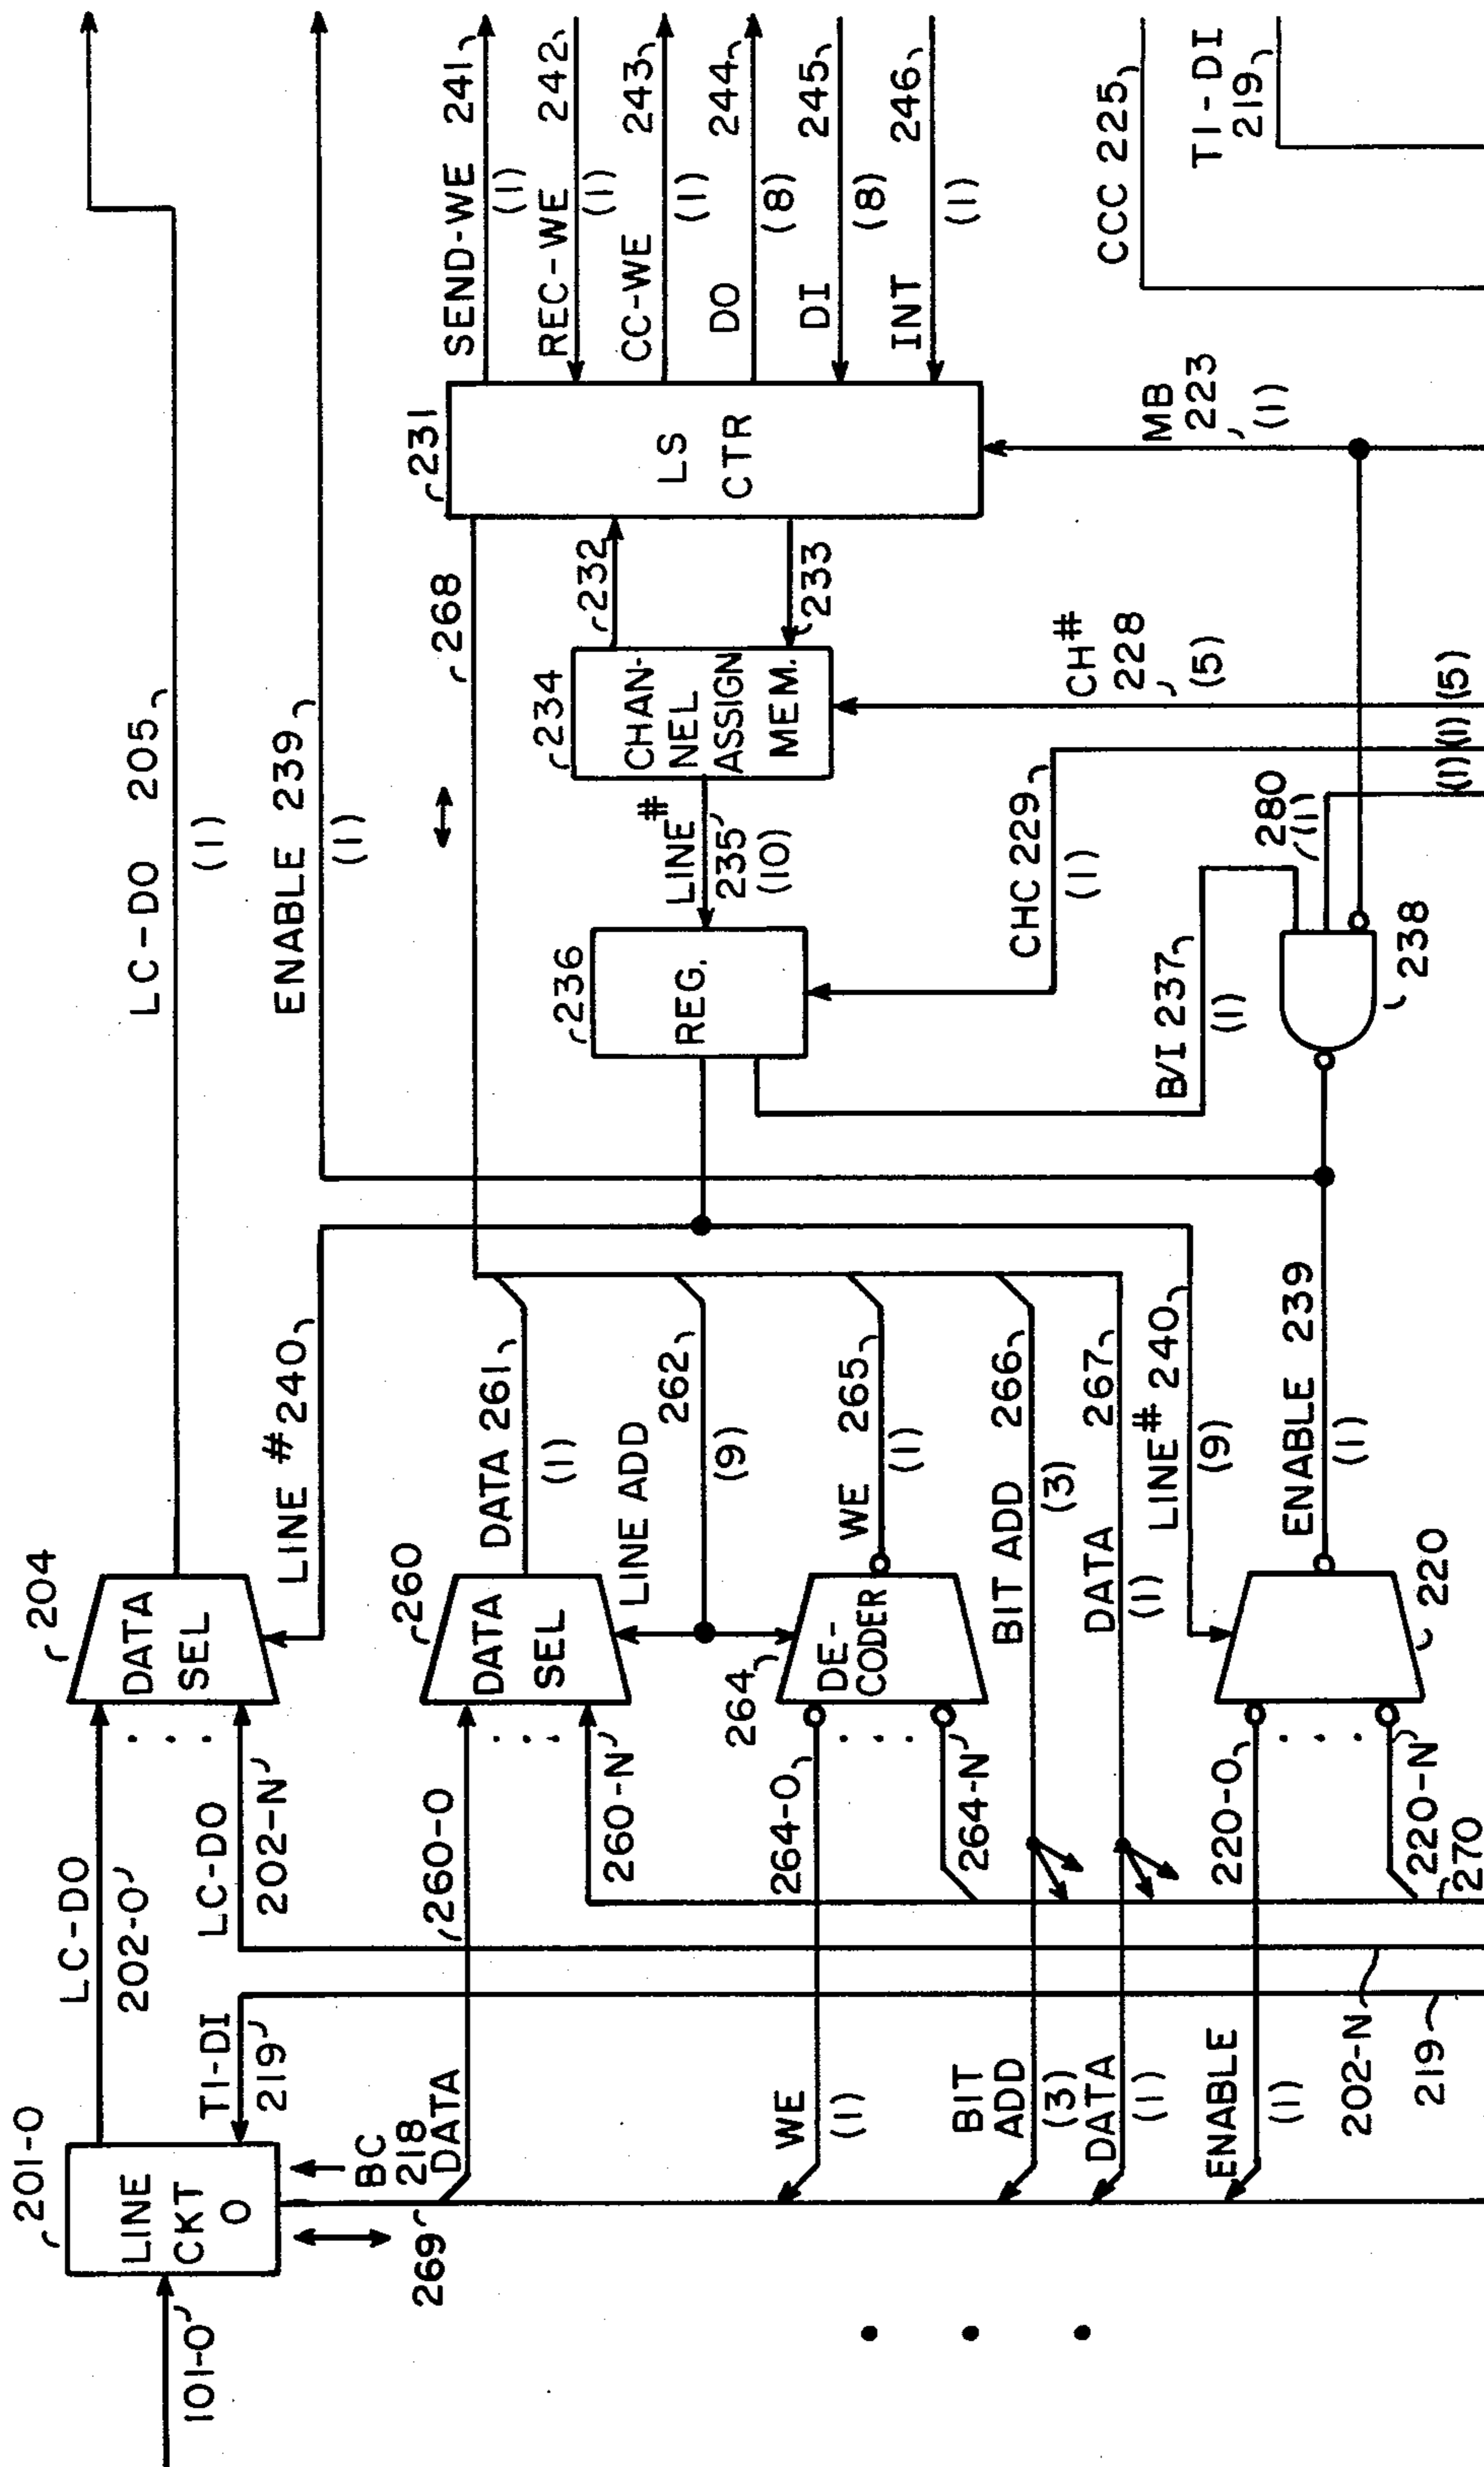 201-0
LINE
CKT
0
101-0
LC-DO
202-0
TI-DI
219
BC
218
269
DATA
LC-DO
202-N
204
DATA
SEL
LINE #240
LC-DO 205
(1)
ENABLE 239
(1)
260-0
260-N
260
DATA
SEL
DATA 261
(1)
LINE ADD
262
(9)
WE
(1)
264-0
264-N
264
DE-
CODER
WE 265
(1)
BIT
ADD
(3)
BIT ADD 266
(3)
DATA
(1)
DATA 267
(1)
LINE# 240
(9)
ENABLE
(1)
220-0
220-N
220
270
202-N
219
ENABLE 239
(1)
268
236
REG.
LINE#
235
(10)
234
CHAN-
NEL
ASSIGN
MEM.
232
233
231
LS
CTR
SEND-WE 241
(1)
REC-WE 242
(1)
CC-WE 243
(1)
DO 244
(8)
DI 245
(8)
INT 246
(1)
B/I 237
(1)
CHC 229
(1)
238
280
(1)
(1)
(1)
(5)
CH#
228
(5)
MB
223
(1)
CCC 225
TI-DI
219